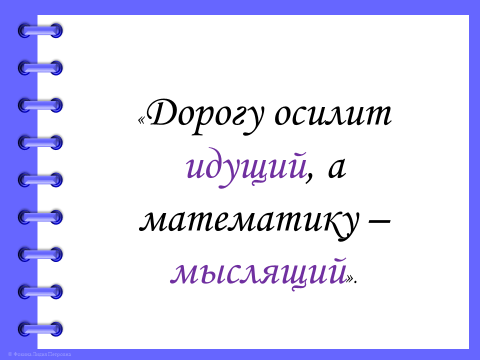 «Дорогу осилит
идущий, а
математику –
мыслящий».